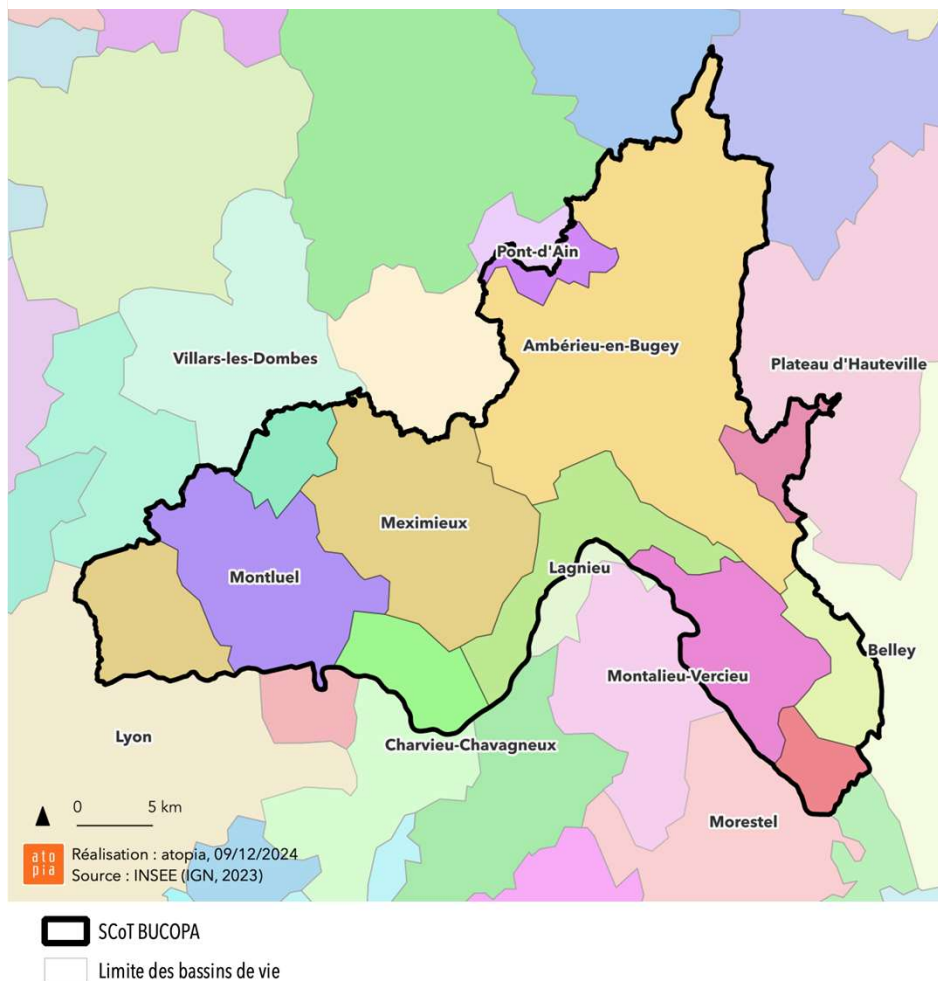 Pont-d'Ain
Villars-les-Dombes
Ambérieu-en-Bugey
Plateau d'Hauteville
Meximieux
Lagnieu
Montluel
Belley
Montalieu-Vercieu
Lyon
Charvieu-Chavagneux
Morestel
0 5 km
ato
pia
Réalisation : atopia, 09/12/2024
Source : INSEE (IGN, 2023)
SCoT BUCOPA
Limite des bassins de vie